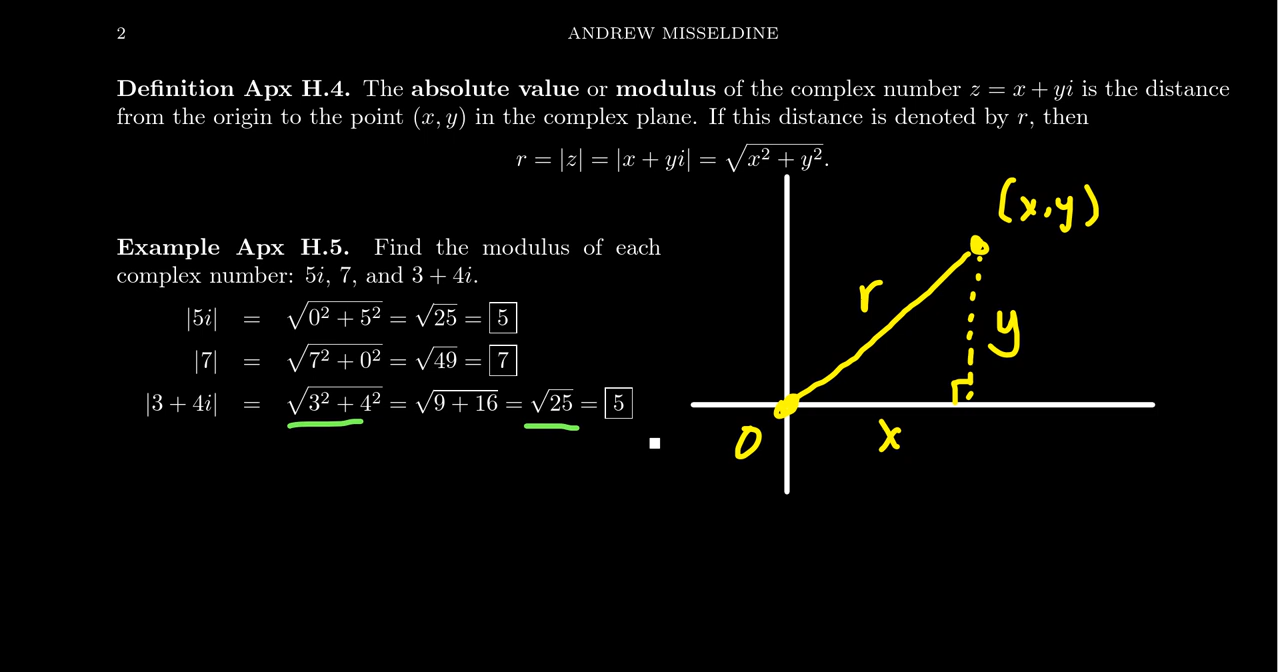 2 ANDREW MISSELDINE
Definition Apx H.4. The absolute value or modulus of the complex number z = x + yi is the distance
from the origin to the point (x, y) in the complex plane. If this distance is denoted by r, then
r = |z| = |x + yi| = √(x² + y²).
(x, y)
Example Apx H.5. Find the modulus of each
complex number: 5i, 7, and 3 + 4i.
|5i| = √(0² + 5²) = √25 = 5
|7| = √(7² + 0²) = √49 = 7
|3 + 4i| = √(3² + 4²) = √(9 + 16) = √25 = 5
r
y
0
x